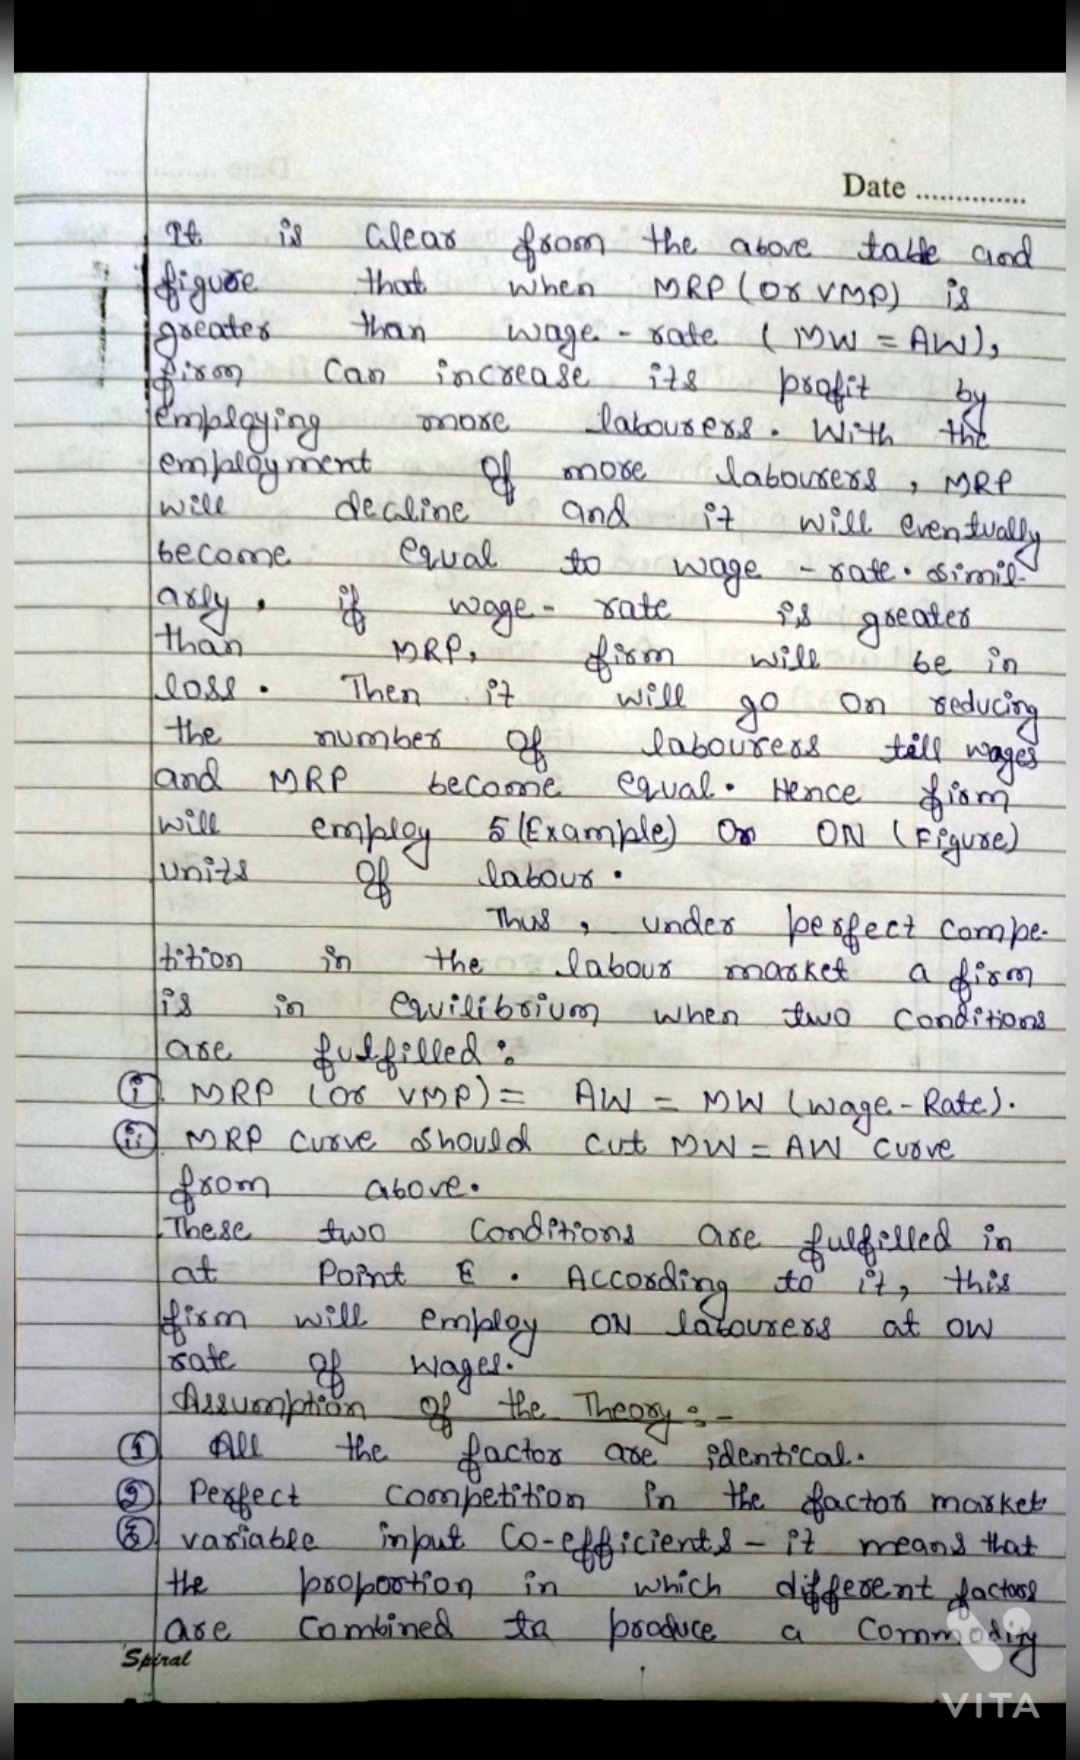 Date ..............
It is clear from the above table and
figure that when MRP (or VMP) is
greater than wage-rate (MW = AW),
firm can increase its profit by
employing more labourers. With the
employment of more labourers, MRP
will decline and it will eventually
become equal to wage-rate. simil-
arly, if wage-rate is greater
than MRP, firm will be in
loss. Then it will go on reducing
the number of labourers till wages
and MRP become equal. Hence firm
will employ 5 (Example) or ON (Figure)
units of labour.
Thus, under perfect compe-
tition in the labour market a firm
is in equilibrium when two conditions
are fulfilled:
(i) MRP (or VMP) = AW = MW (wage-Rate).
(ii) MRP curve should cut MW = AW curve
from above.
These two conditions are fulfilled in
at Point E. According to it, this
firm will employ ON labourers at OW
rate of wages.
Assumption of the Theory:-
(1) All the factor are identical.
(2) Perfect competition in the factor market.
(3) variable input co-efficients - it means that
the proportion in which different factors
are combined to produce a commodity
Spiral
VITA